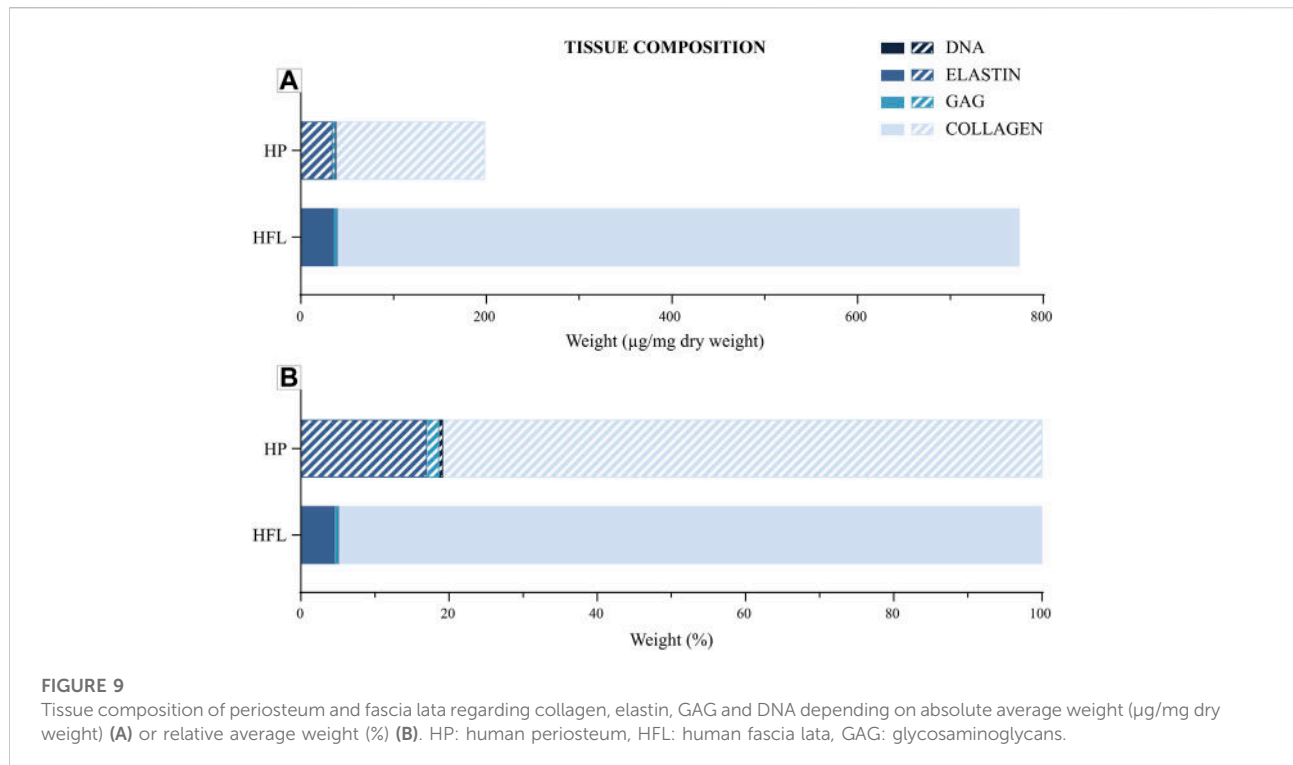 TISSUE COMPOSITION
DNA
ELASTIN
GAG
COLLAGEN
A
HP
HFL
0 200 400 600 800
Weight (µg/mg dry weight)
B
HP
HFL
0 20 40 60 80 100
Weight (%)
FIGURE 9
Tissue composition of periosteum and fascia lata regarding collagen, elastin, GAG and DNA depending on absolute average weight (µg/mg dry
weight) (A) or relative average weight (%) (B). HP: human periosteum, HFL: human fascia lata, GAG: glycosaminoglycans.